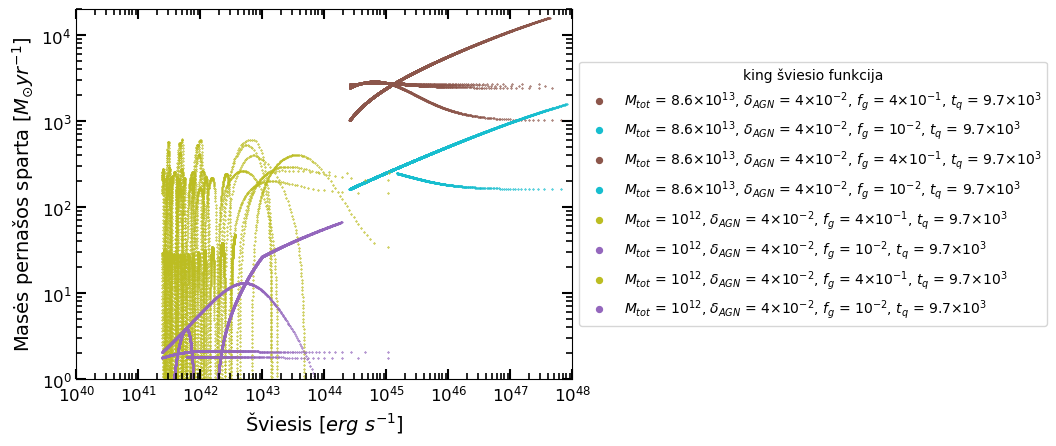 10⁴
10³
10²
10¹
10⁰
Masės pernašos sparta [M⊙yr⁻¹]
10⁴⁰ 10⁴¹ 10⁴² 10⁴³ 10⁴⁴ 10⁴⁵ 10⁴⁶ 10⁴⁷ 10⁴⁸
Šviesis [erg s⁻¹]
king šviesio funkcija
M_tot = 8.6×10¹³, δ_AGN = 4×10⁻², f_g = 4×10⁻¹, t_q = 9.7×10³
M_tot = 8.6×10¹³, δ_AGN = 4×10⁻², f_g = 10⁻², t_q = 9.7×10³
M_tot = 8.6×10¹³, δ_AGN = 4×10⁻², f_g = 4×10⁻¹, t_q = 9.7×10³
M_tot = 8.6×10¹³, δ_AGN = 4×10⁻², f_g = 10⁻², t_q = 9.7×10³
M_tot = 10¹², δ_AGN = 4×10⁻², f_g = 4×10⁻¹, t_q = 9.7×10³
M_tot = 10¹², δ_AGN = 4×10⁻², f_g = 10⁻², t_q = 9.7×10³
M_tot = 10¹², δ_AGN = 4×10⁻², f_g = 4×10⁻¹, t_q = 9.7×10³
M_tot = 10¹², δ_AGN = 4×10⁻², f_g = 10⁻², t_q = 9.7×10³